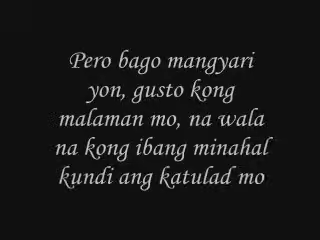 Pero bago mangyari
yon, gusto kong
malaman mo, na wala
na kong ibang minahal
kundi ang katulad mo